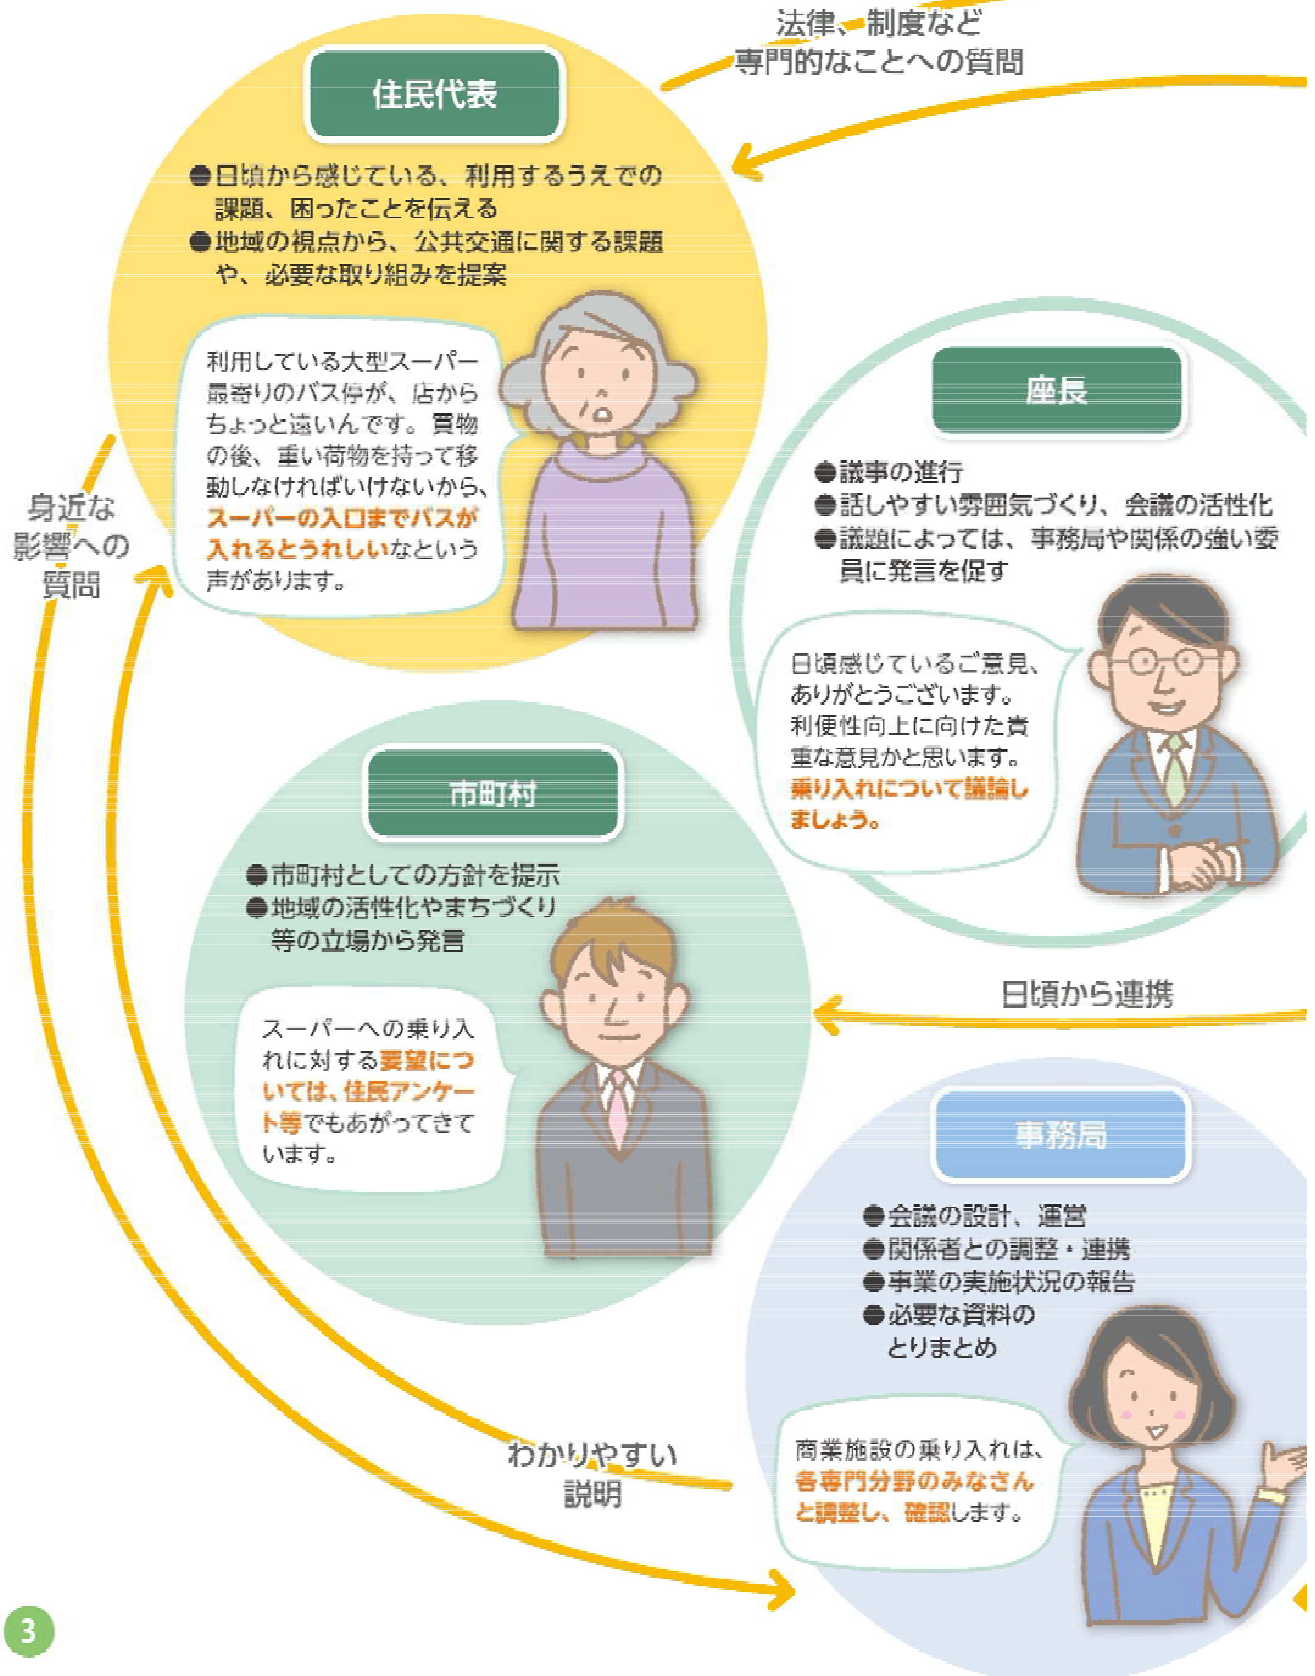 法律、制度など
専門的なことへの質問
住民代表
●日頃から感じている、利用するうえでの
課題、困ったことを伝える
●地域の視点から、公共交通に関する課題
や、必要な取り組みを提案
利用している大型スーパー
最寄りのバス停が、店から
ちょっと遠いんです。買物
の後、重い荷物を持って移
動しなければいけないから、
スーパーの入口までバスが
入れるとうれしいなという
声があります。
身近な
影響への
質問
座長
●議事の進行
●話しやすい雰囲気づくり、会議の活性化
●議題によっては、事務局や関係の強い委
員に発言を促す
日頃感じているご意見、
ありがとうございます。
利便性向上に向けた貴
重な意見かと思います。
乗り入れについて議論し
ましょう。
市町村
●市町村としての方針を提示
●地域の活性化やまちづくり
等の立場から発言
スーパーへの乗り入
れに対する要望につ
いては、住民アンケー
ト等でもあがってきて
います。
日頃から連携
事務局
●会議の設計、運営
●関係者との調整・連携
●事業の実施状況の報告
●必要な資料の
とりまとめ
商業施設の乗り入れは、
各専門分野のみなさん
と調整し、確認します。
わかりやすい
説明
3